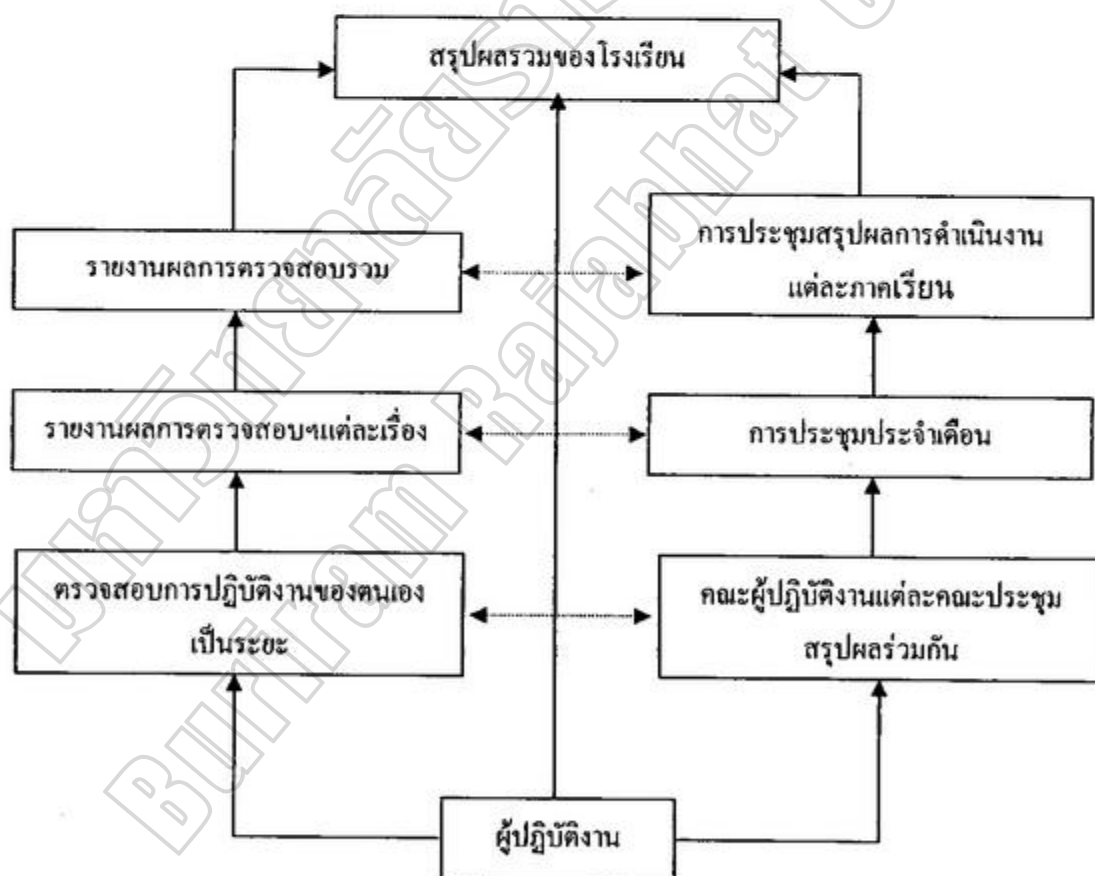 สรุปผลรวมของโรงเรียน
รายงานผลการตรวจสอบรวม
การประชุมสรุปผลการดำเนินงาน
แต่ละภาคเรียน
รายงานผลการตรวจสอบฯแต่ละเรื่อง
การประชุมประจำเดือน
ตรวจสอบการปฏิบัติงานของตนเอง
เป็นระยะ
คณะผู้ปฏิบัติงานแต่ละคณะประชุม
สรุปผลร่วมกัน
ผู้ปฏิบัติงาน
Buriram Rajabhat